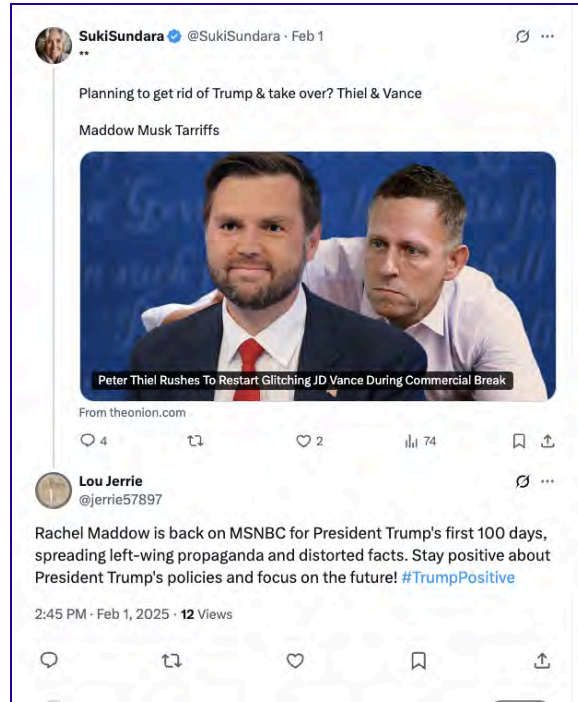 SukiSundara @SukiSundara · Feb 1
**
Planning to get rid of Trump & take over? Thiel & Vance
Maddow Musk Tarriffs
Peter Thiel Rushes To Restart Glitching JD Vance During Commercial Break
From theonion.com
4 2 74
Lou Jerrie
@jerrie57897
Rachel Maddow is back on MSNBC for President Trump's first 100 days,
spreading left-wing propaganda and distorted facts. Stay positive about
President Trump's policies and focus on the future! #TrumpPositive
2:45 PM · Feb 1, 2025 · 12 Views